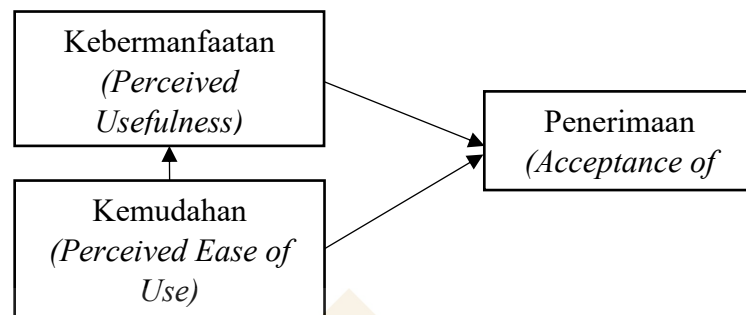 Kebermanfaatan
(Perceived
Usefulness)
Penerimaan
(Acceptance of
Kemudahan
(Perceived Ease of
Use)